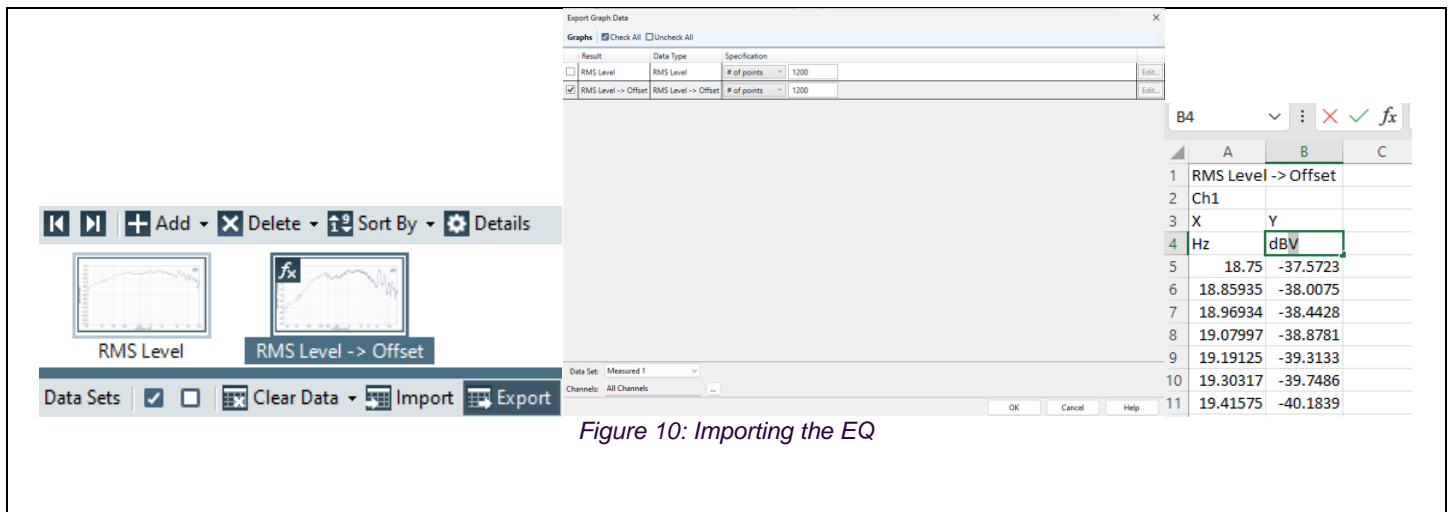 Add Delete Sort By Details
fx
RMS Level RMS Level -> Offset
Data Sets Clear Data Import Export
Export Graph Data
Graphs Check All Uncheck All
Result Data Type Specification
RMS Level RMS Level # of points 1200 Edit...
RMS Level -> Offset RMS Level -> Offset # of points 1200 Edit...
Data Set: Measured 1
Channels: All Channels ...
OK Cancel Help
B4 fx
A B C
1 RMS Level -> Offset
2 Ch1
3 X Y
4 Hz dBV
5 18.75 -37.5723
6 18.85935 -38.0075
7 18.96934 -38.4428
8 19.07997 -38.8781
9 19.19125 -39.3133
10 19.30317 -39.7486
11 19.41575 -40.1839
Figure 10: Importing the EQ